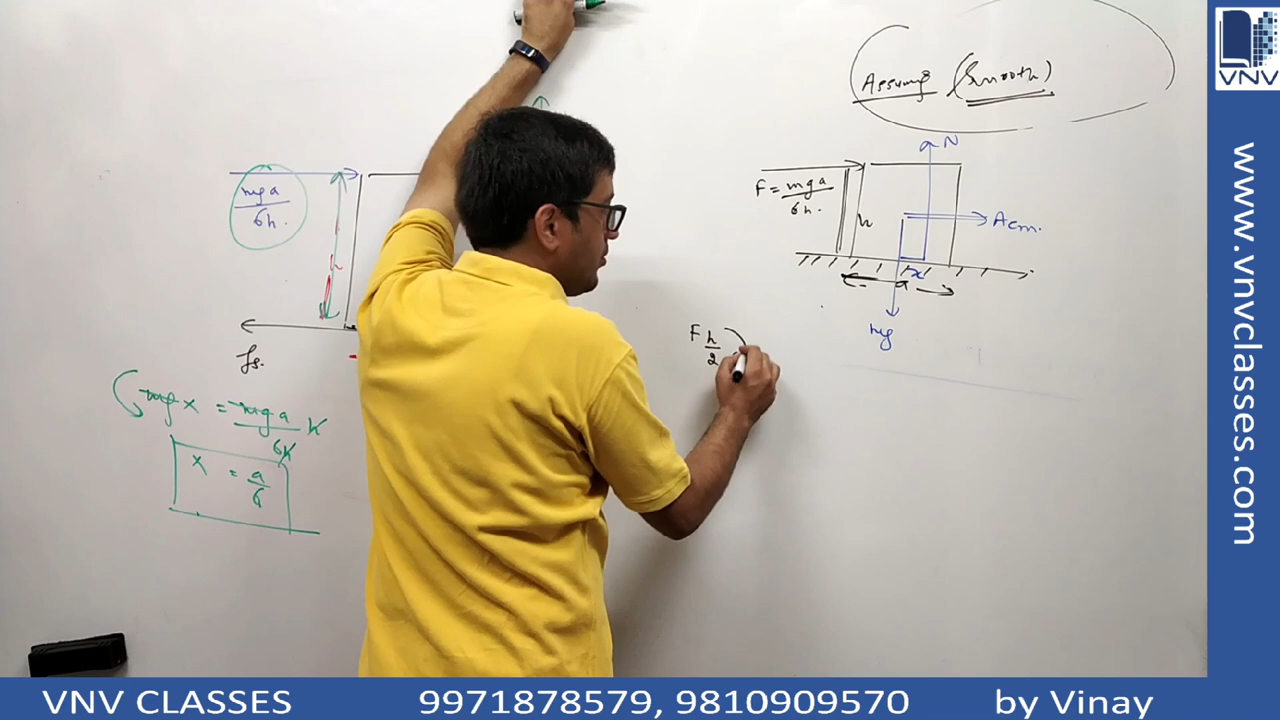 Assume (Smooth)
VNV
www.vnvclasses.com
mga
6h.
h
fs.
mg x = mga h
6h
x = a
6
N
F = mga
6h.
h
Acm.
x
a
mg
F h
2
VNV CLASSES 9971878579, 9810909570 by Vinay